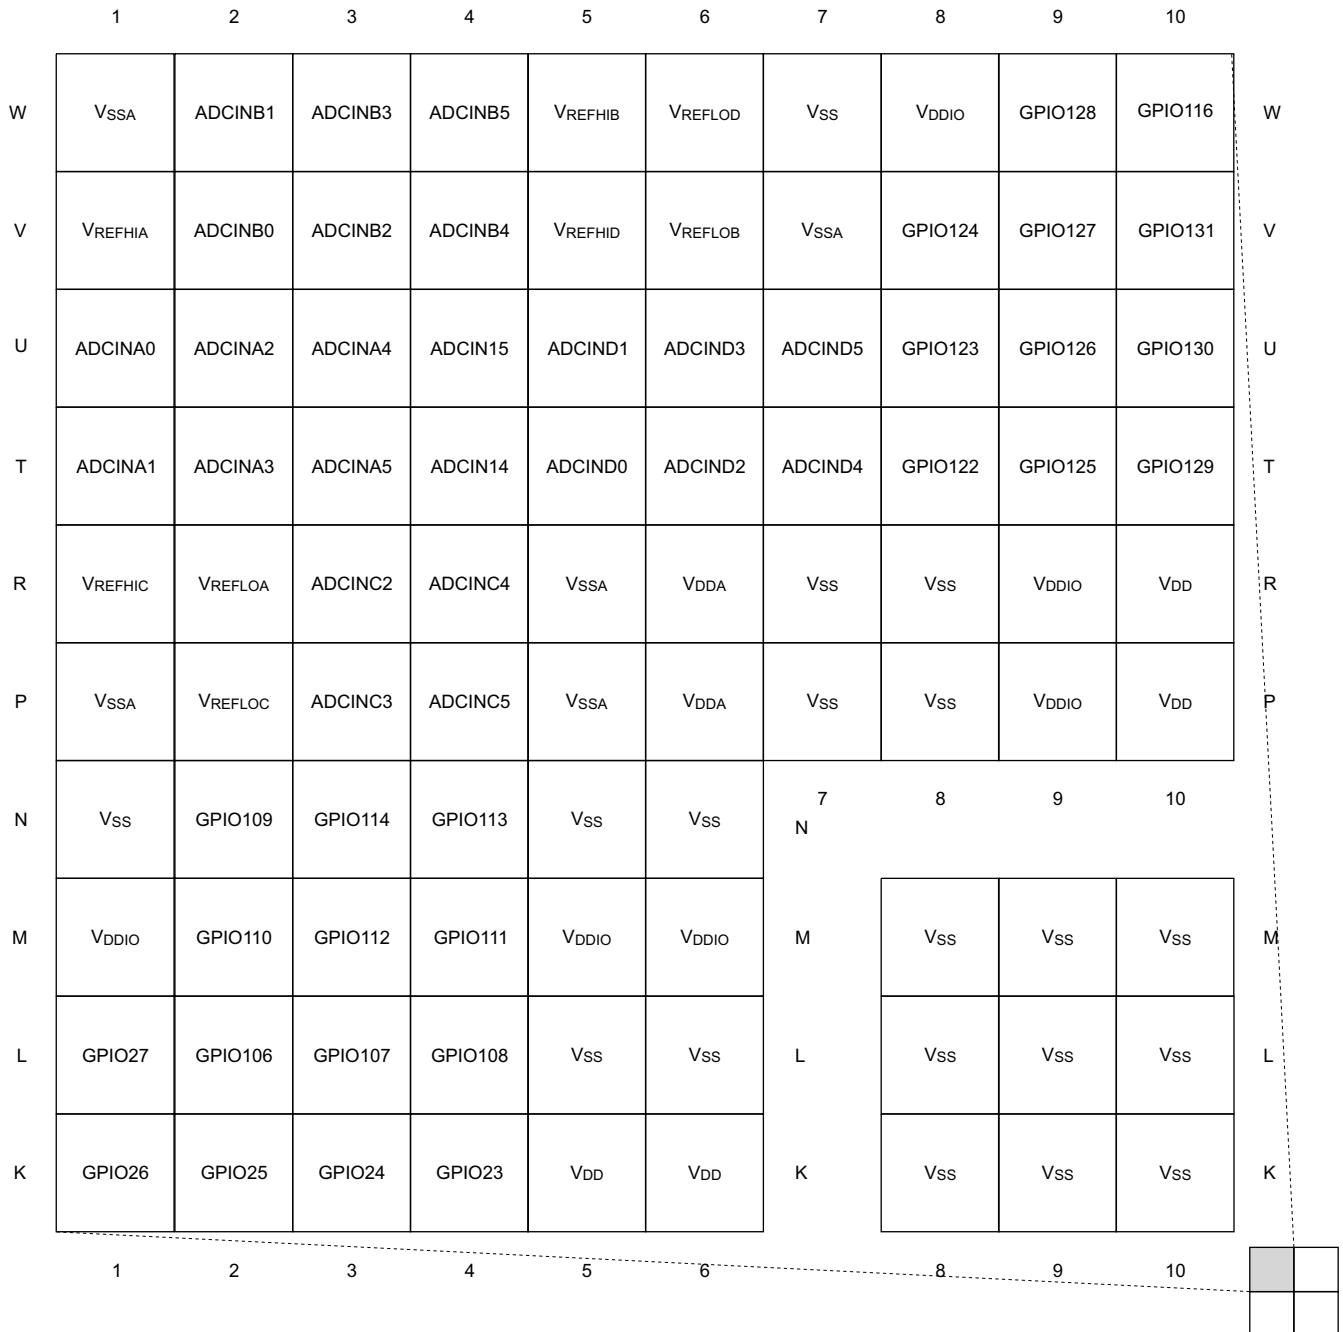 1 2 3 4 5 6 7 8 9 10
W VSSA ADCINB1 ADCINB3 ADCINB5 VREFHIB VREFLOD VSS VDDIO GPIO128 GPIO116 W
V VREFHIA ADCINB0 ADCINB2 ADCINB4 VREFHID VREFLOB VSSA GPIO124 GPIO127 GPIO131 V
U ADCINA0 ADCINA2 ADCINA4 ADCIN15 ADCIND1 ADCIND3 ADCIND5 GPIO123 GPIO126 GPIO130 U
T ADCINA1 ADCINA3 ADCINA5 ADCIN14 ADCIND0 ADCIND2 ADCIND4 GPIO122 GPIO125 GPIO129 T
R VREFHIC VREFLOA ADCINC2 ADCINC4 VSSA VDDA VSS VSS VDDIO VDD R
P VSSA VREFLOC ADCINC3 ADCINC5 VSSA VDDA VSS VSS VDDIO VDD P
7 8 9 10
N VSS GPIO109 GPIO114 GPIO113 VSS VSS N
M VDDIO GPIO110 GPIO112 GPIO111 VDDIO VDDIO M VSS VSS VSS M
L GPIO27 GPIO106 GPIO107 GPIO108 VSS VSS L VSS VSS VSS L
K GPIO26 GPIO25 GPIO24 GPIO23 VDD VDD K VSS VSS VSS K
1 2 3 4 5 6 8 9 10